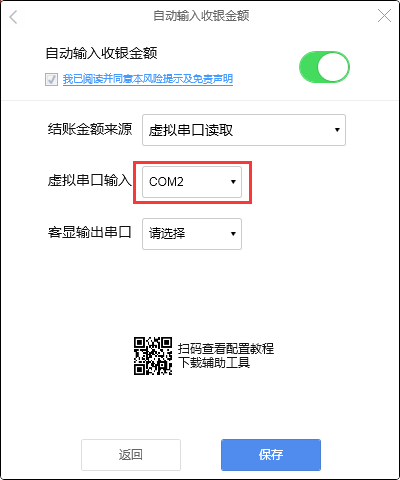 自动输入收银金额
自动输入收银金额
我已阅读并同意本风险提示及免责声明
结账金额来源 虚拟串口读取
虚拟串口输入 COM2
客显输出串口 请选择
扫码查看配置教程
下载辅助工具
返回 保存